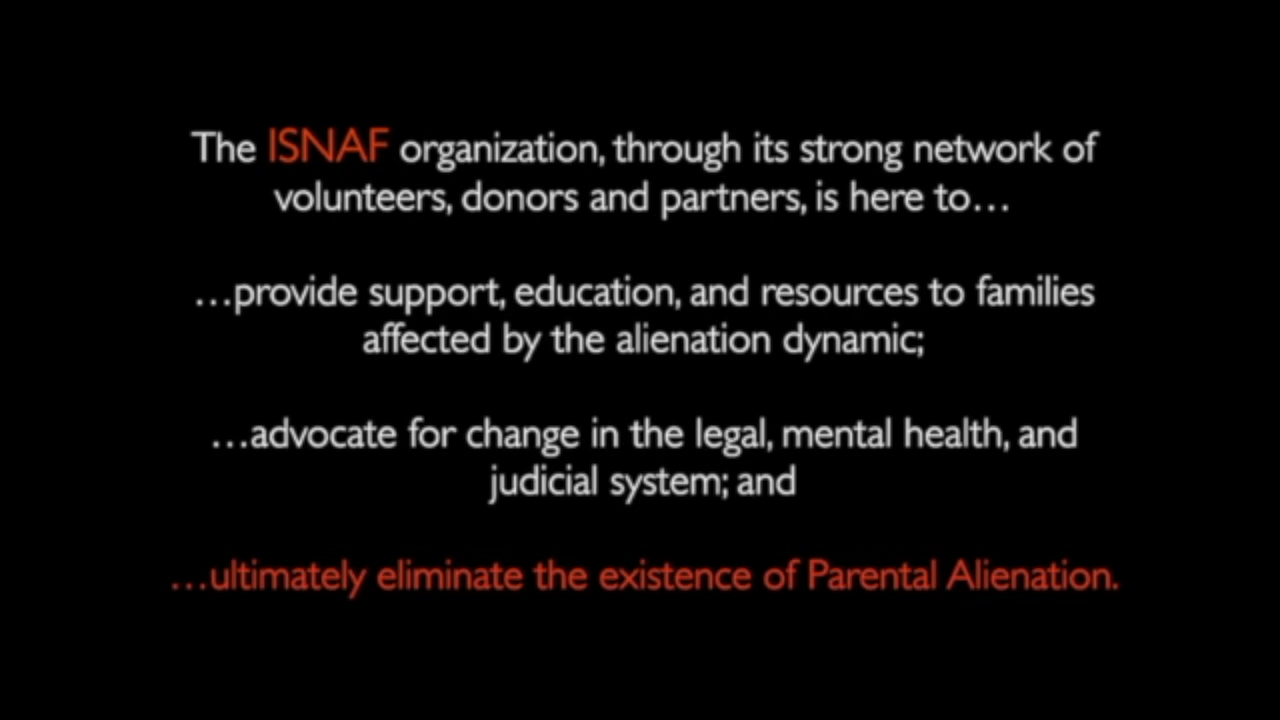 The ISNAF organization, through its strong network of
volunteers, donors and partners, is here to…
…provide support, education, and resources to families
affected by the alienation dynamic;
…advocate for change in the legal, mental health, and
judicial system; and
…ultimately eliminate the existence of Parental Alienation.